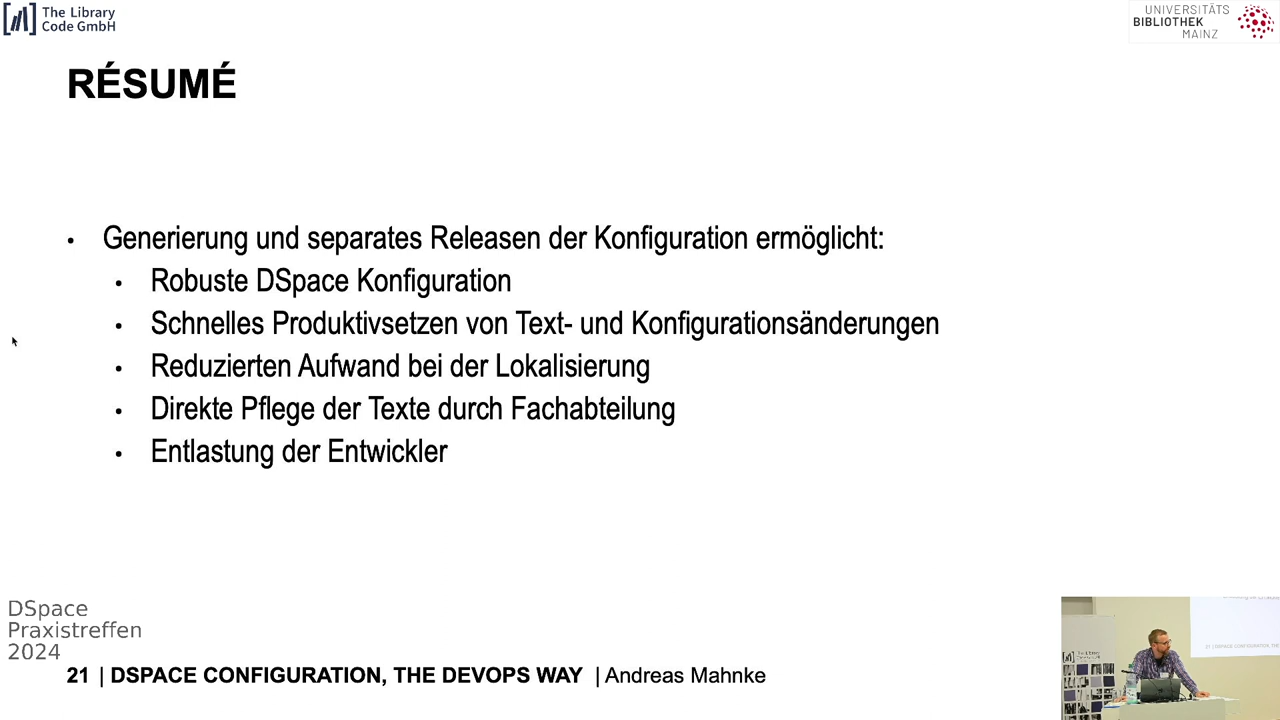 The Library
Code GmbH
UNIVERSITÄTS
BIBLIOTHEK
MAINZ
RÉSUMÉ
• Generierung und separates Releasen der Konfiguration ermöglicht:
• Robuste DSpace Konfiguration
• Schnelles Produktivsetzen von Text- und Konfigurationsänderungen
• Reduzierten Aufwand bei der Lokalisierung
• Direkte Pflege der Texte durch Fachabteilung
• Entlastung der Entwickler
DSpace
Praxistreffen
2024
21 | DSPACE CONFIGURATION, THE DEVOPS WAY | Andreas Mahnke